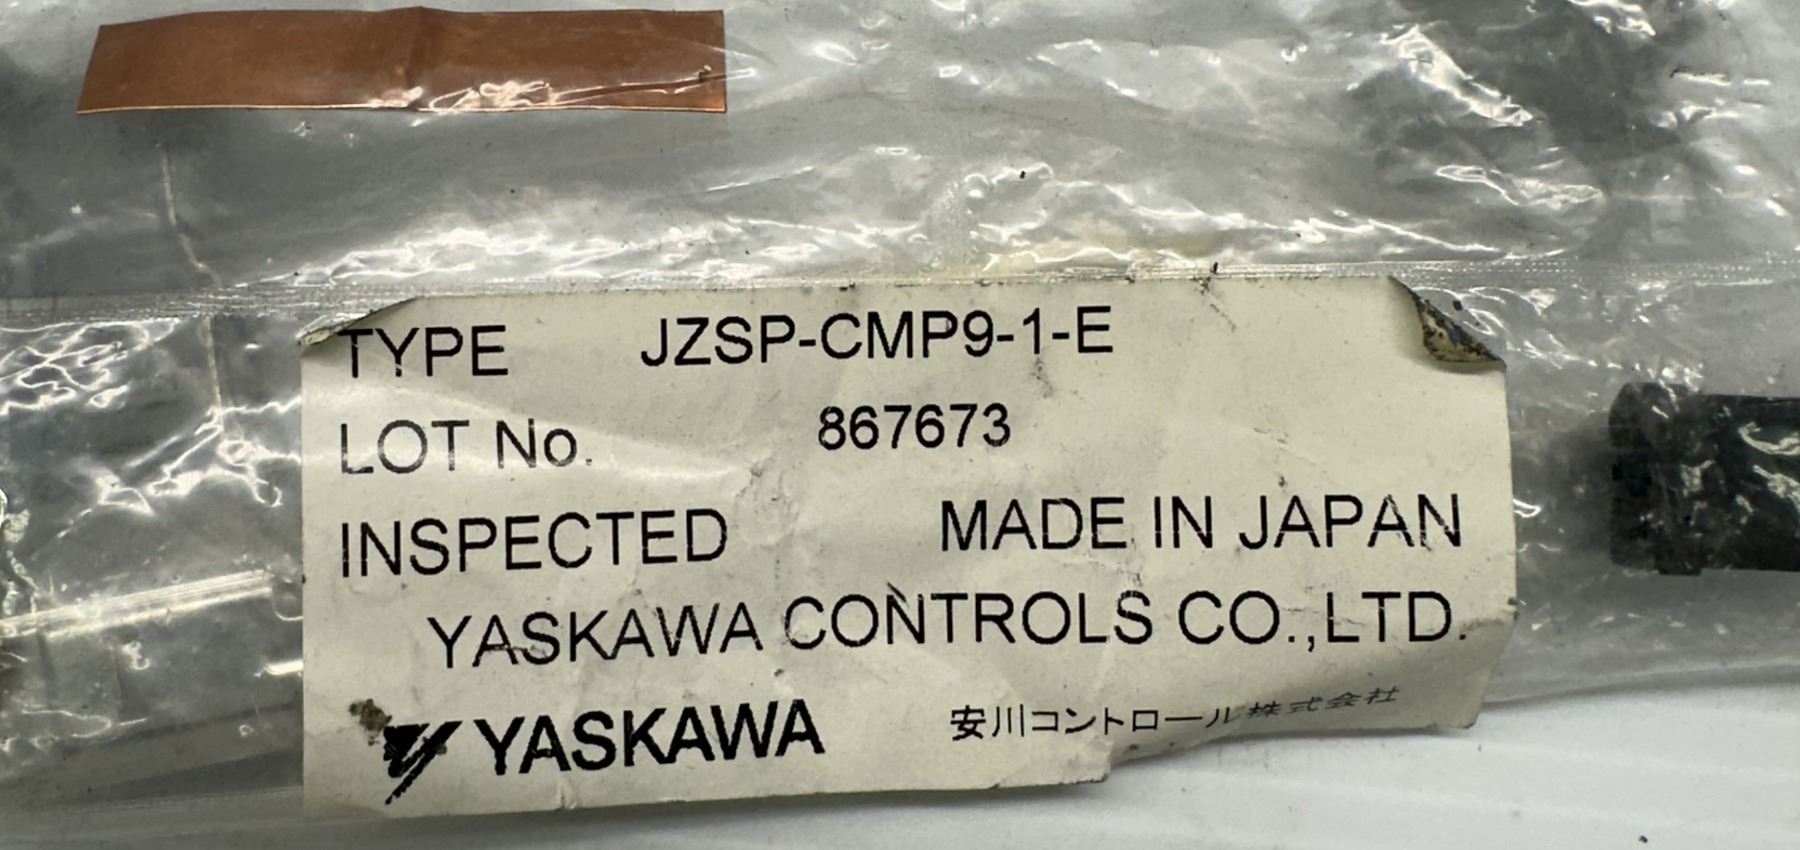 TYPE JZSP-CMP9-1-E
LOT No. 867673
INSPECTED MADE IN JAPAN
YASKAWA CONTROLS CO.,LTD.
YASKAWA 安川コントロール株式会社